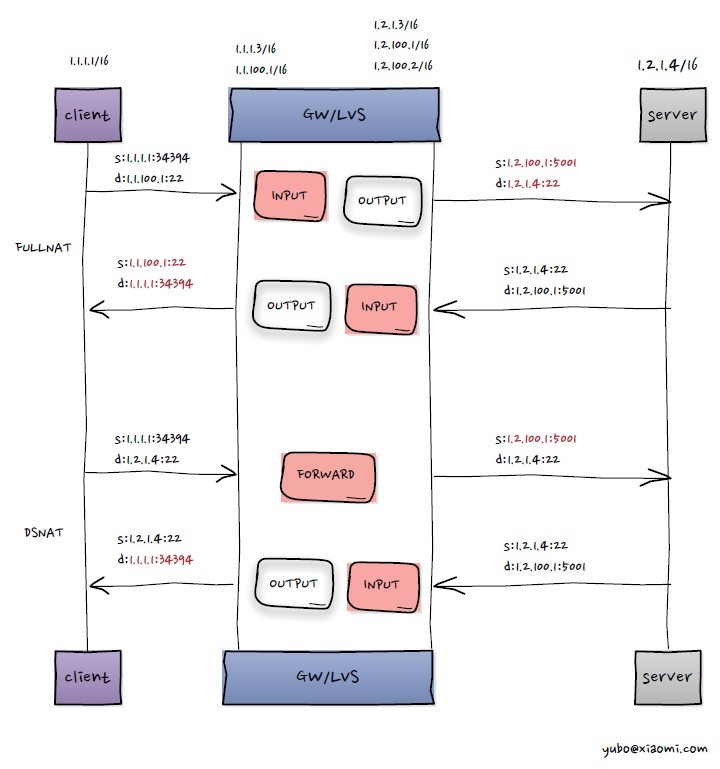 1.2.1.3/16
1.1.1.3/16
1.2.100.1/16
1.1.1.1/16
1.1.100.1/16
1.2.100.2/16
1.2.1.4/16
client
GW/LVS
server
s:1.1.1.1:34394
d:1.1.100.1:22
INPUT
OUTPUT
s:1.2.100.1:5001
d:1.2.1.4:22
FULLNAT
s:1.1.100.1:22
d:1.1.1.1:34394
OUTPUT
INPUT
s:1.2.1.4:22
d:1.2.100.1:5001
s:1.1.1.1:34394
d:1.2.1.4:22
FORWARD
s:1.2.100.1:5001
d:1.2.1.4:22
DSNAT
s:1.2.1.4:22
d:1.1.1.1:34394
OUTPUT
INPUT
s:1.2.1.4:22
d:1.2.100.1:5001
client
GW/LVS
server
yubo@xiaomi.com